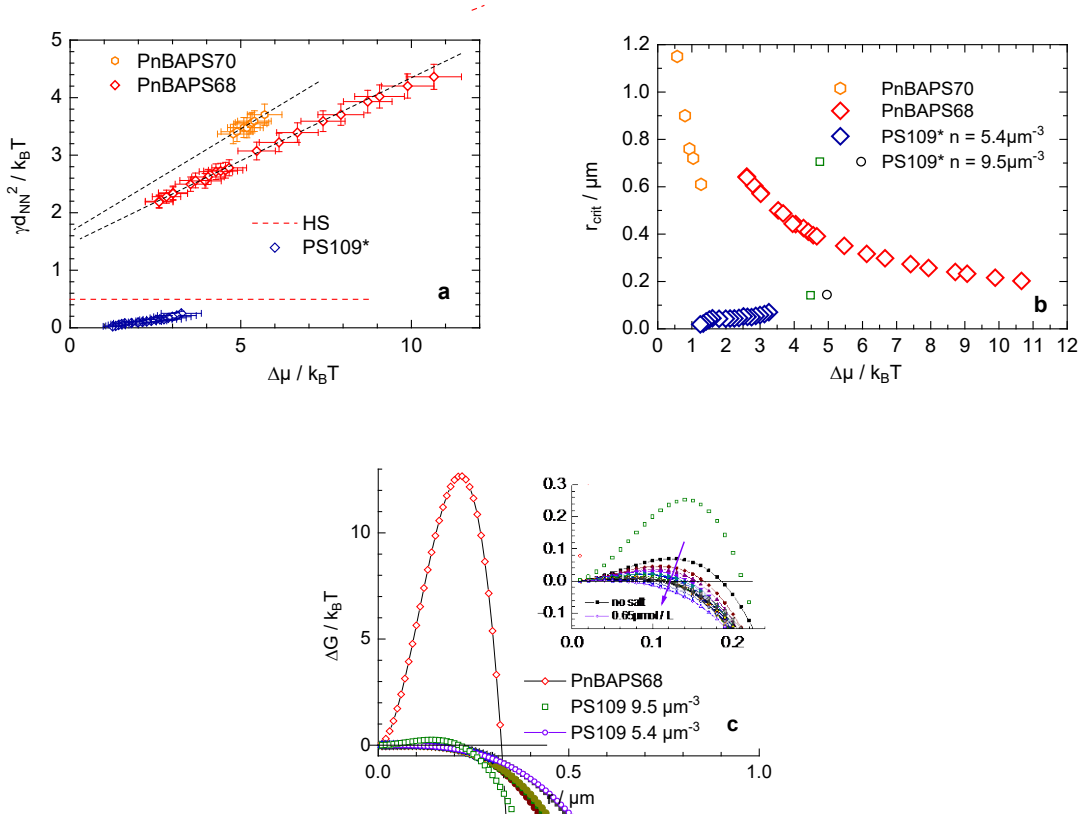 5
4
3
2
1
0
0
5
10
γd_NN² / k_BT
Δμ / k_BT
PnBAPS70
PnBAPS68
HS
PS109*
a
1.2
1.0
0.8
0.6
0.4
0.2
0.0
0 1 2 3 4 5 6 7 8 9 10 11 12
r_crit / μm
Δμ / k_BT
PnBAPS70
PnBAPS68
PS109* n = 5.4μm⁻³
PS109* n = 9.5μm⁻³
b
10
5
0
0.0 0.5 1.0
ΔG / k_BT
/ μm
PnBAPS68
PS109 9.5 μm⁻³
PS109 5.4 μm⁻³
c
0.3
0.2
0.1
0.0
-0.1
0.0 0.1 0.2
no salt
0.65μmol / L